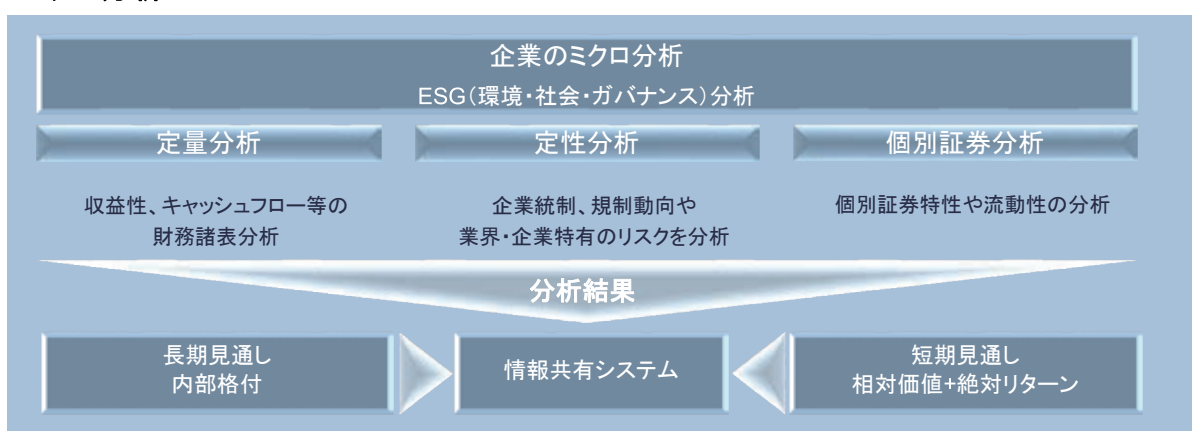 企業のミクロ分析
ESG(環境・社会・ガバナンス)分析
定量分析
定性分析
個別証券分析
収益性、キャッシュフロー等の
財務諸表分析
企業統制、規制動向や
業界・企業特有のリスクを分析
個別証券特性や流動性の分析
分析結果
長期見通し
内部格付
情報共有システム
短期見通し
相対価値+絶対リターン